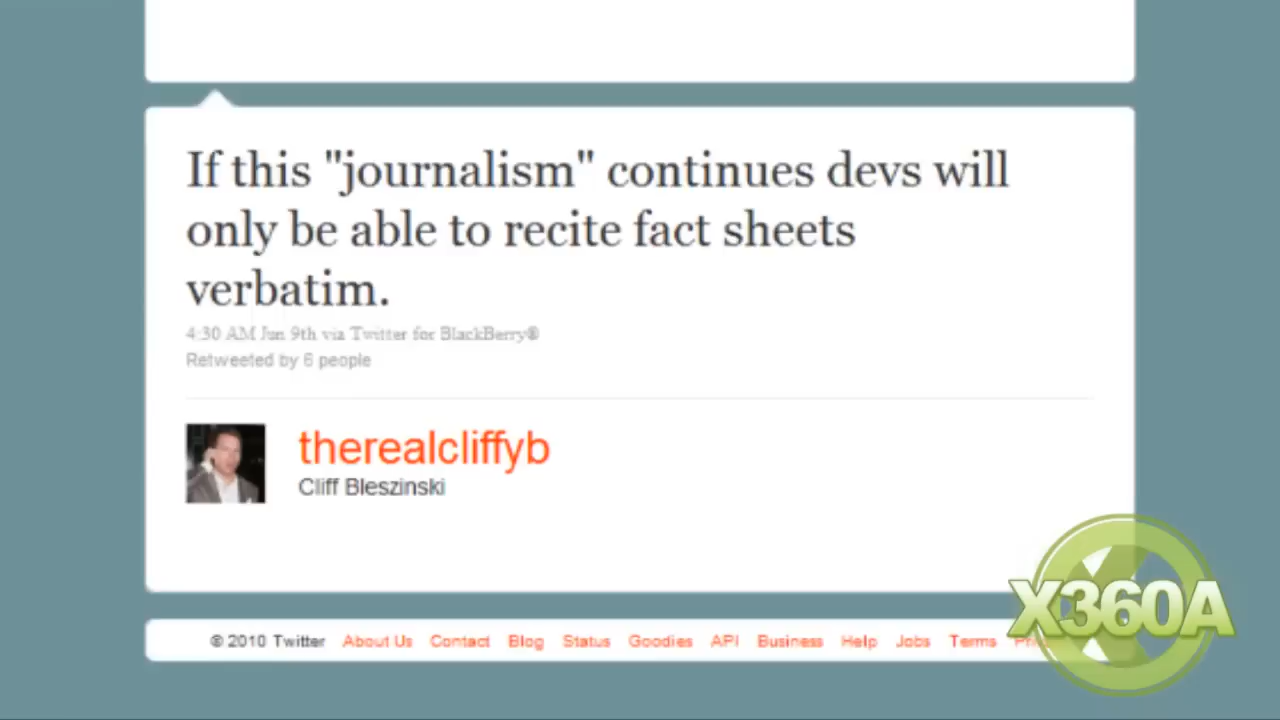 If this "journalism" continues devs will
only be able to recite fact sheets
verbatim.
4:30 AM Jun 9th via Twitter for BlackBerry®
Retweeted by 6 people
therealcliffyb
Cliff Bleszinski
© 2010 Twitter About Us Contact Blog Status Goodies API Business Help Jobs Terms
X360A